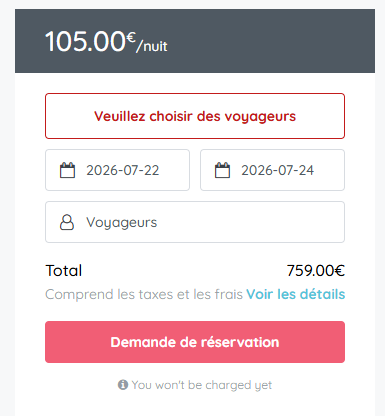 105.00€/nuit
Veuillez choisir des voyageurs
2026-07-22 2026-07-24
Voyageurs
Total 759.00€
Comprend les taxes et les frais Voir les détails
Demande de réservation
You won't be charged yet